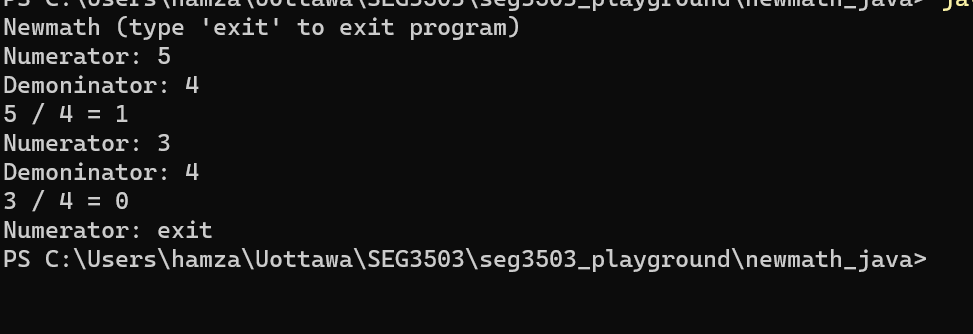 PS C:\Users\hamza\Uottawa\SEG3503\seg3503_playground\newmath_java>
Newmath (type 'exit' to exit program)
Numerator: 5
Demoninator: 4
5 / 4 = 1
Numerator: 3
Demoninator: 4
3 / 4 = 0
Numerator: exit
PS C:\Users\hamza\Uottawa\SEG3503\seg3503_playground\newmath_java>